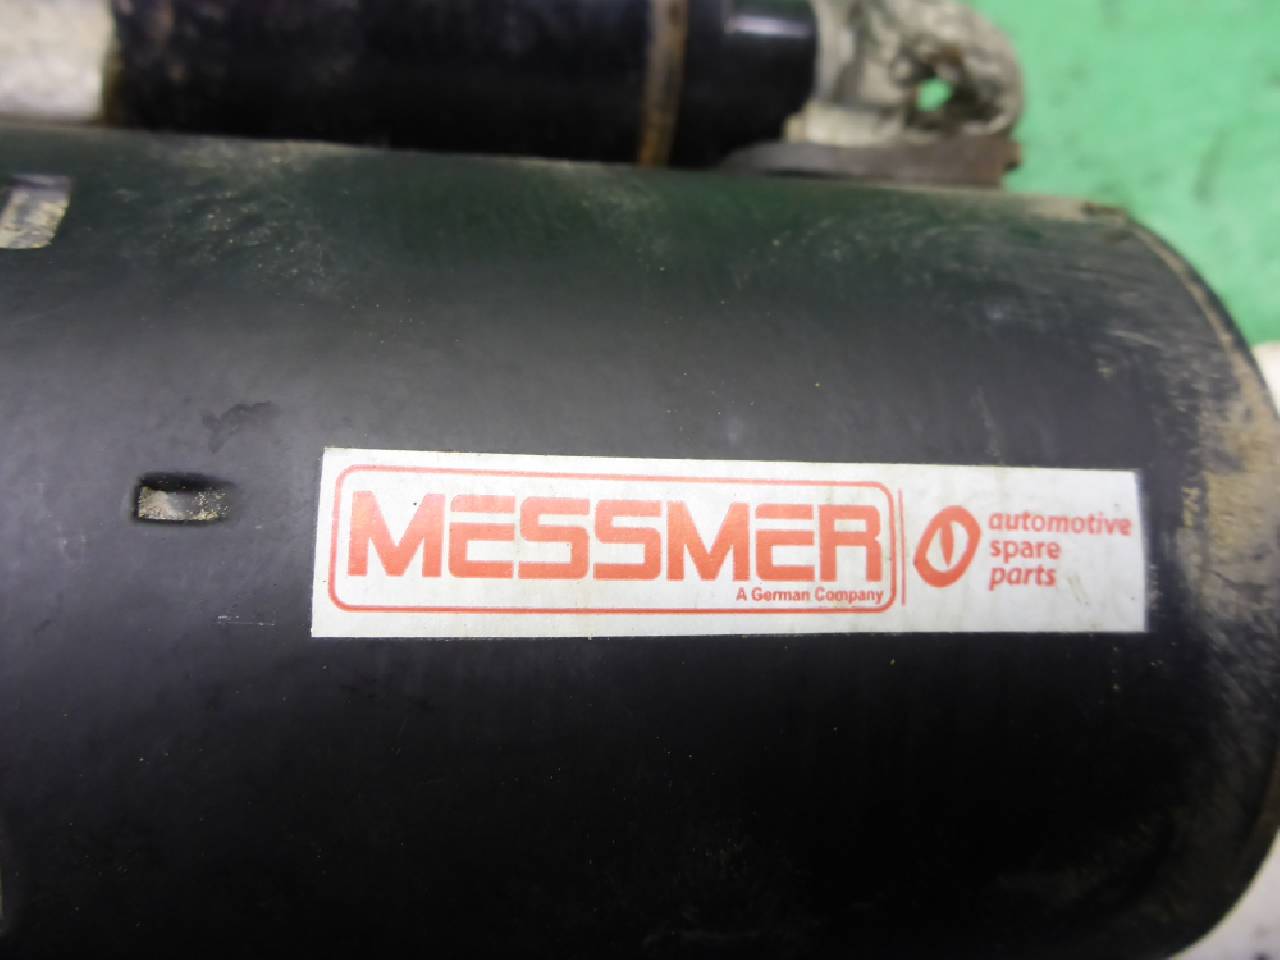 MESSMER
A German Company
automotive
spare
parts